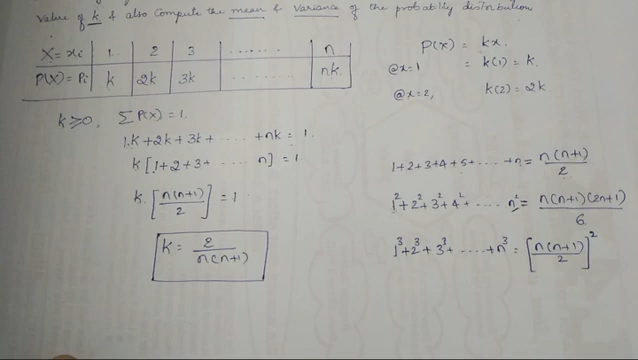 value of k & also compute the mean & variance of the probability distribution
X=xi | 1 | 2 | 3 | ........ | n
P(X)=Pi | k | 2k | 3k | ........ | nk.
P(X) = kx.
@x=1 = k(1) = k.
@x=2, k(2) = 2k
k≥0, ΣP(X) = 1.
1.k+2k+3k+ ...... +nk = 1.
k[1+2+3+ ...... n] = 1
k.[n(n+1)/2] = 1
k = 2/n(n+1)
1+2+3+4+5+.....+n = n(n+1)/2
1²+2²+3²+4²+..... n² = n(n+1)(2n+1)/6
1³+2³+3³+.....+n³ = [n(n+1)/2]²